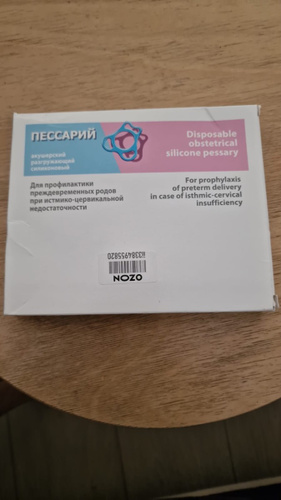 ПЕССАРИЙ
акушерский
разгружающий
силиконовый
Для профилактики
преждевременных родов
при истмико-цервикальной
недостаточности
Disposable
obstetrical
silicone pessary
For prophylaxis
of preterm delivery
in case of isthmic-cervical
insufficiency
OZON
8334955820